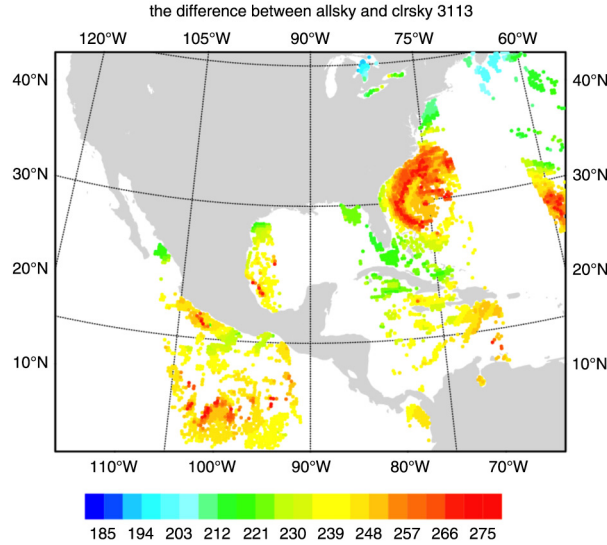 the difference between allsky and clrsky 3113
120°W 105°W 90°W 75°W 60°W
40°N 40°N
30°N 30°N
20°N 20°N
10°N 10°N
110°W 100°W 90°W 80°W 70°W
185 194 203 212 221 230 239 248 257 266 275